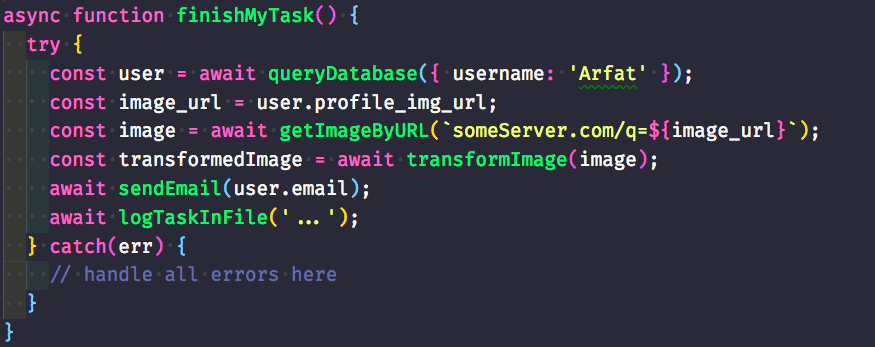 async function finishMyTask() {
  try {
    const user = await queryDatabase({ username: 'Arfat' });
    const image_url = user.profile_img_url;
    const image = await getImageByURL(`someServer.com/q=${image_url}`);
    const transformedImage = await transformImage(image);
    await sendEmail(user.email);
    await logTaskInFile('...');
  } catch(err) {
    // handle all errors here
  }
}